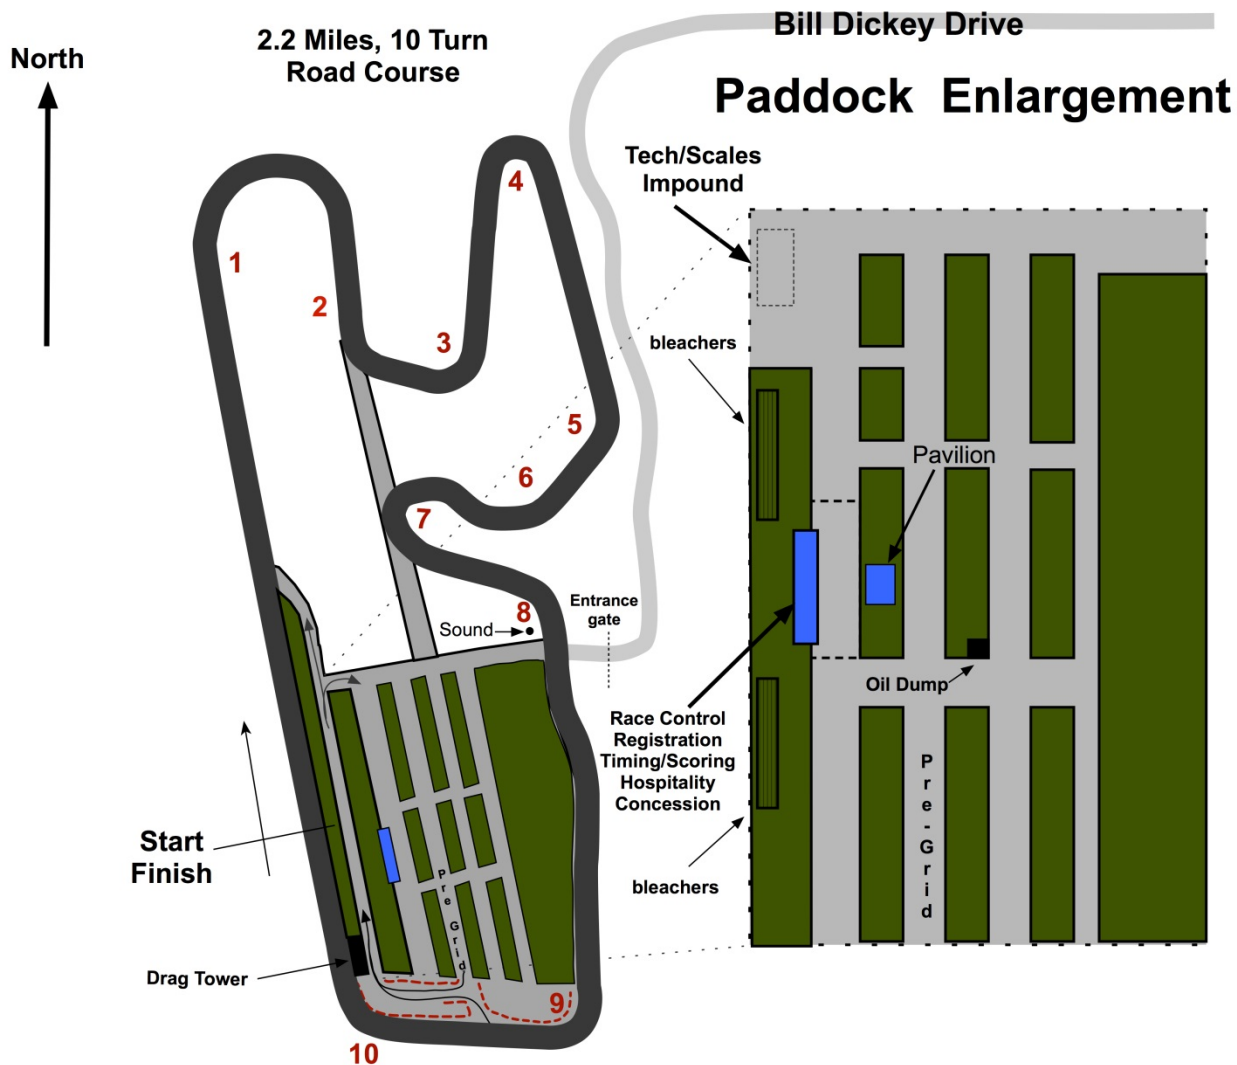 Bill Dickey Drive
2.2 Miles, 10 Turn
Road Course
North
Paddock Enlargement
Tech/Scales
Impound
4
1
2
3
bleachers
5
6
Pavilion
7
8
Sound
Entrance
gate
Oil Dump
Race Control
Registration
Timing/Scoring
Hospitality
Concession
Pre-Grid
Start
Finish
Pre Grid
bleachers
Drag Tower
9
10